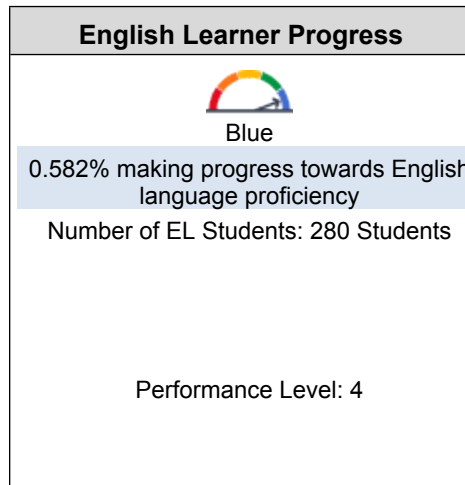 English Learner Progress
Blue
0.582% making progress towards English
language proficiency
Number of EL Students: 280 Students
Performance Level: 4